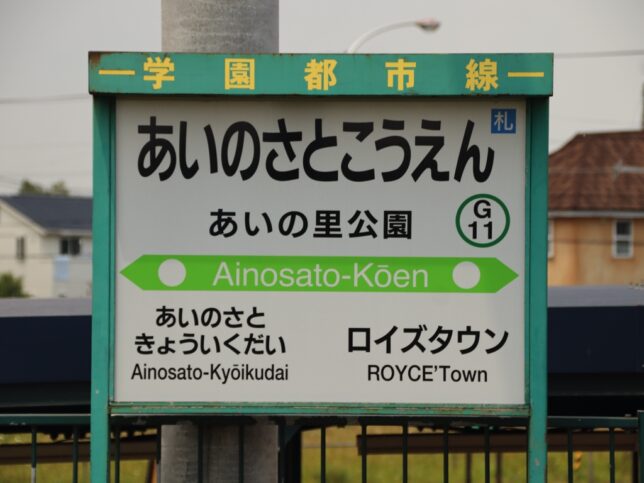 学園都市線
札
あいのさとこうえん
あいの里公園
G
11
Ainosato-Kōen
あいのさと
きょういくだい
Ainosato-Kyōikudai
ロイズタウン
ROYCE'Town